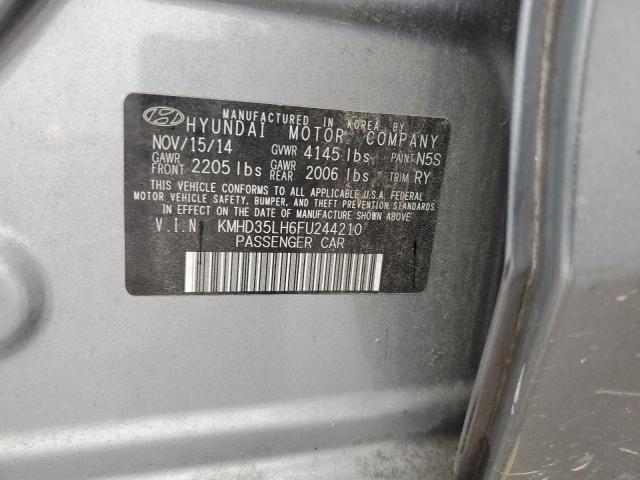 MANUFACTURED IN KOREA BY
HYUNDAI MOTOR COMPANY
NOV/15/14 GVWR 4145 lbs PAINT N5S
GAWR FRONT 2205 lbs GAWR REAR 2006 lbs TRIM RY
THIS VEHICLE CONFORMS TO ALL APPLICABLE U.S.A. FEDERAL
MOTOR VEHICLE SAFETY, BUMPER, AND THEFT PREVENTION STANDARDS
IN EFFECT ON THE DATE OF MANUFACTURE SHOWN ABOVE
V.I.N KMHD35LH6FU244210
PASSENGER CAR